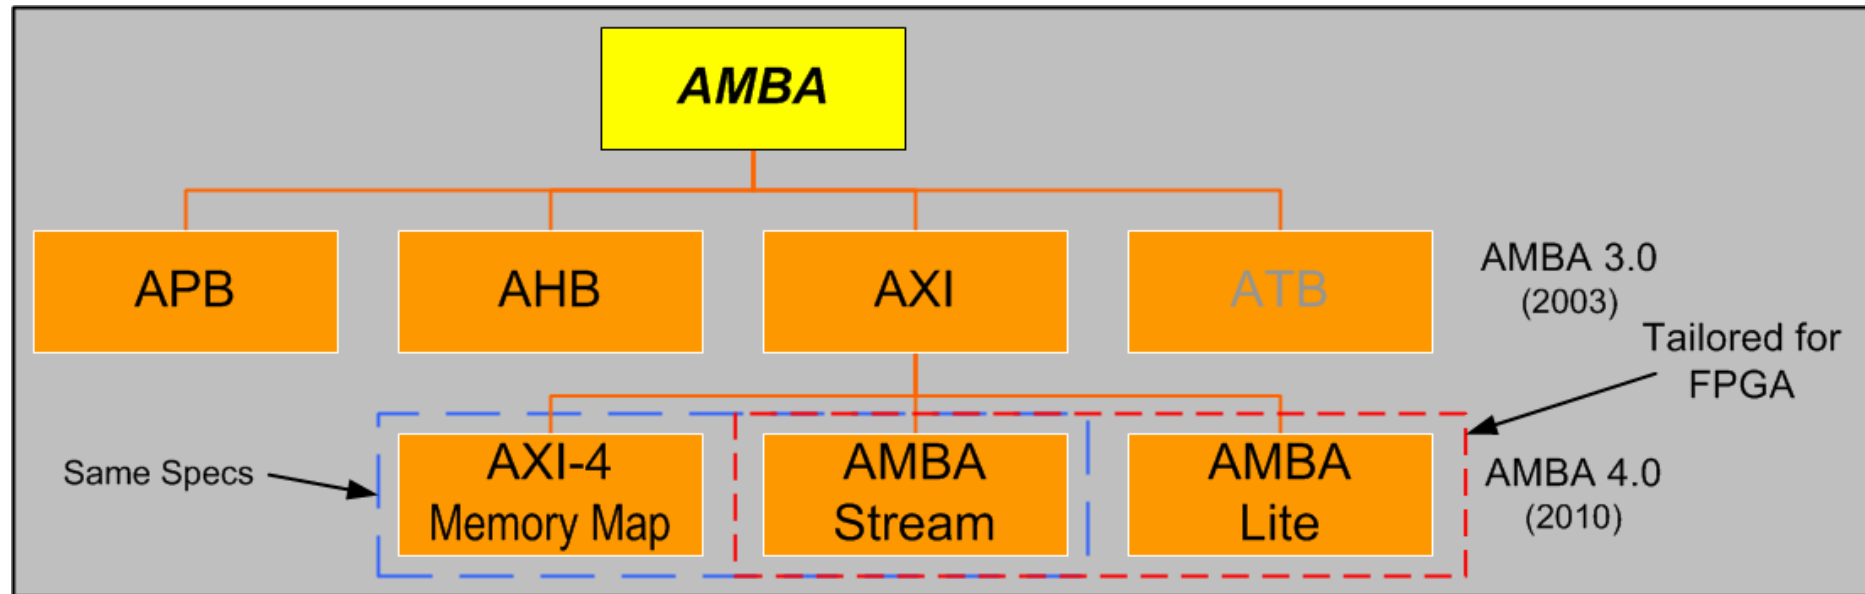 AMBA
APB
AHB
AXI
ATB
AMBA 3.0
(2003)
Tailored for
FPGA
Same Specs
AXI-4
Memory Map
AMBA
Stream
AMBA
Lite
AMBA 4.0
(2010)